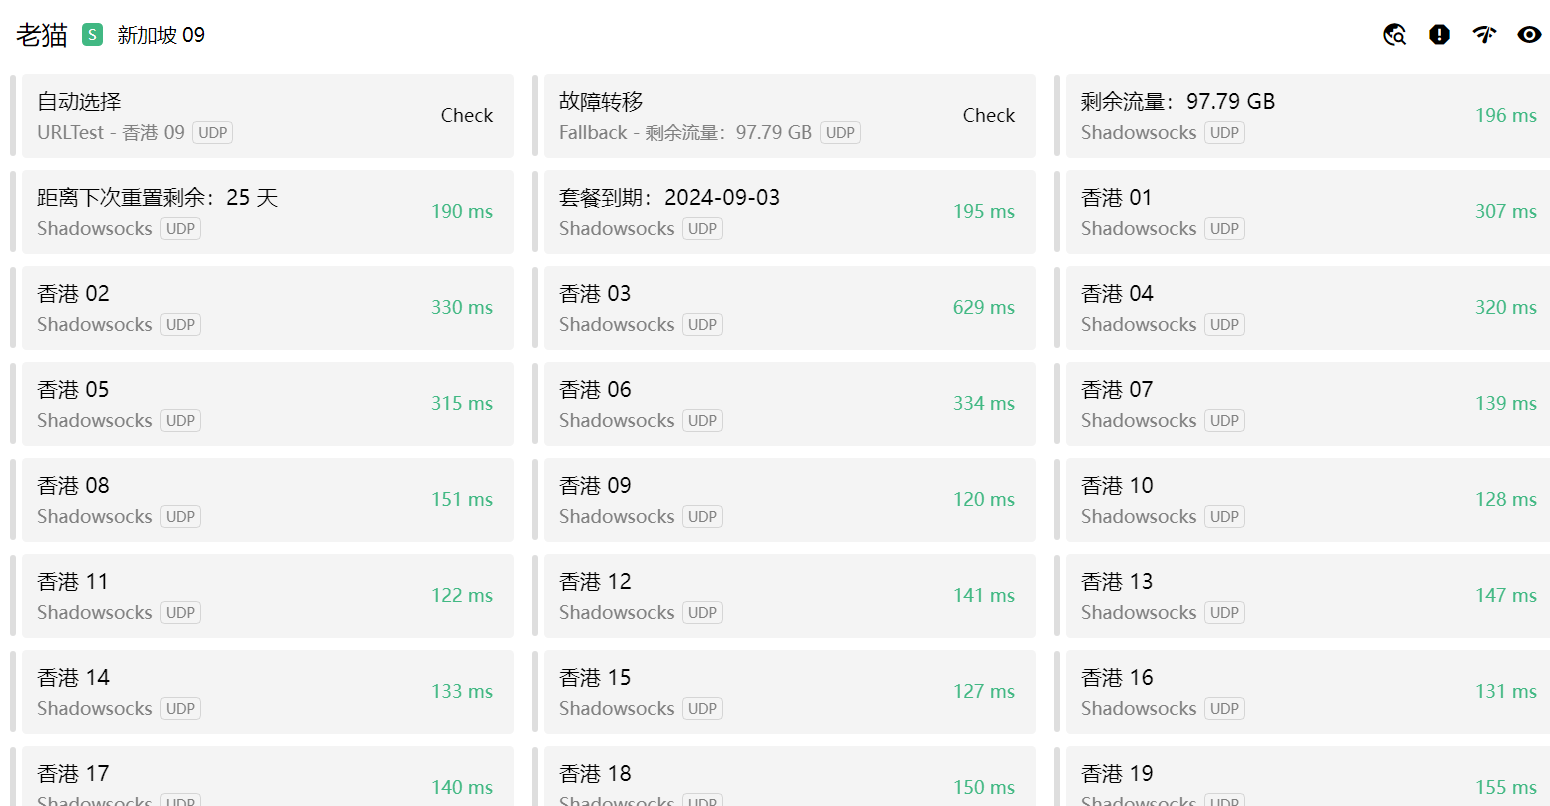 老猫 S 新加坡 09
自动选择
URLTest - 香港 09 UDP
Check
故障转移
Fallback - 剩余流量：97.79 GB UDP
Check
剩余流量：97.79 GB
Shadowsocks UDP
196 ms
距离下次重置剩余：25 天
Shadowsocks UDP
190 ms
套餐到期：2024-09-03
Shadowsocks UDP
195 ms
香港 01
Shadowsocks UDP
307 ms
香港 02
Shadowsocks UDP
330 ms
香港 03
Shadowsocks UDP
629 ms
香港 04
Shadowsocks UDP
320 ms
香港 05
Shadowsocks UDP
315 ms
香港 06
Shadowsocks UDP
334 ms
香港 07
Shadowsocks UDP
139 ms
香港 08
Shadowsocks UDP
151 ms
香港 09
Shadowsocks UDP
120 ms
香港 10
Shadowsocks UDP
128 ms
香港 11
Shadowsocks UDP
122 ms
香港 12
Shadowsocks UDP
141 ms
香港 13
Shadowsocks UDP
147 ms
香港 14
Shadowsocks UDP
133 ms
香港 15
Shadowsocks UDP
127 ms
香港 16
Shadowsocks UDP
131 ms
香港 17
Shadowsocks UDP
140 ms
香港 18
Shadowsocks UDP
150 ms
香港 19
Shadowsocks UDP
155 ms